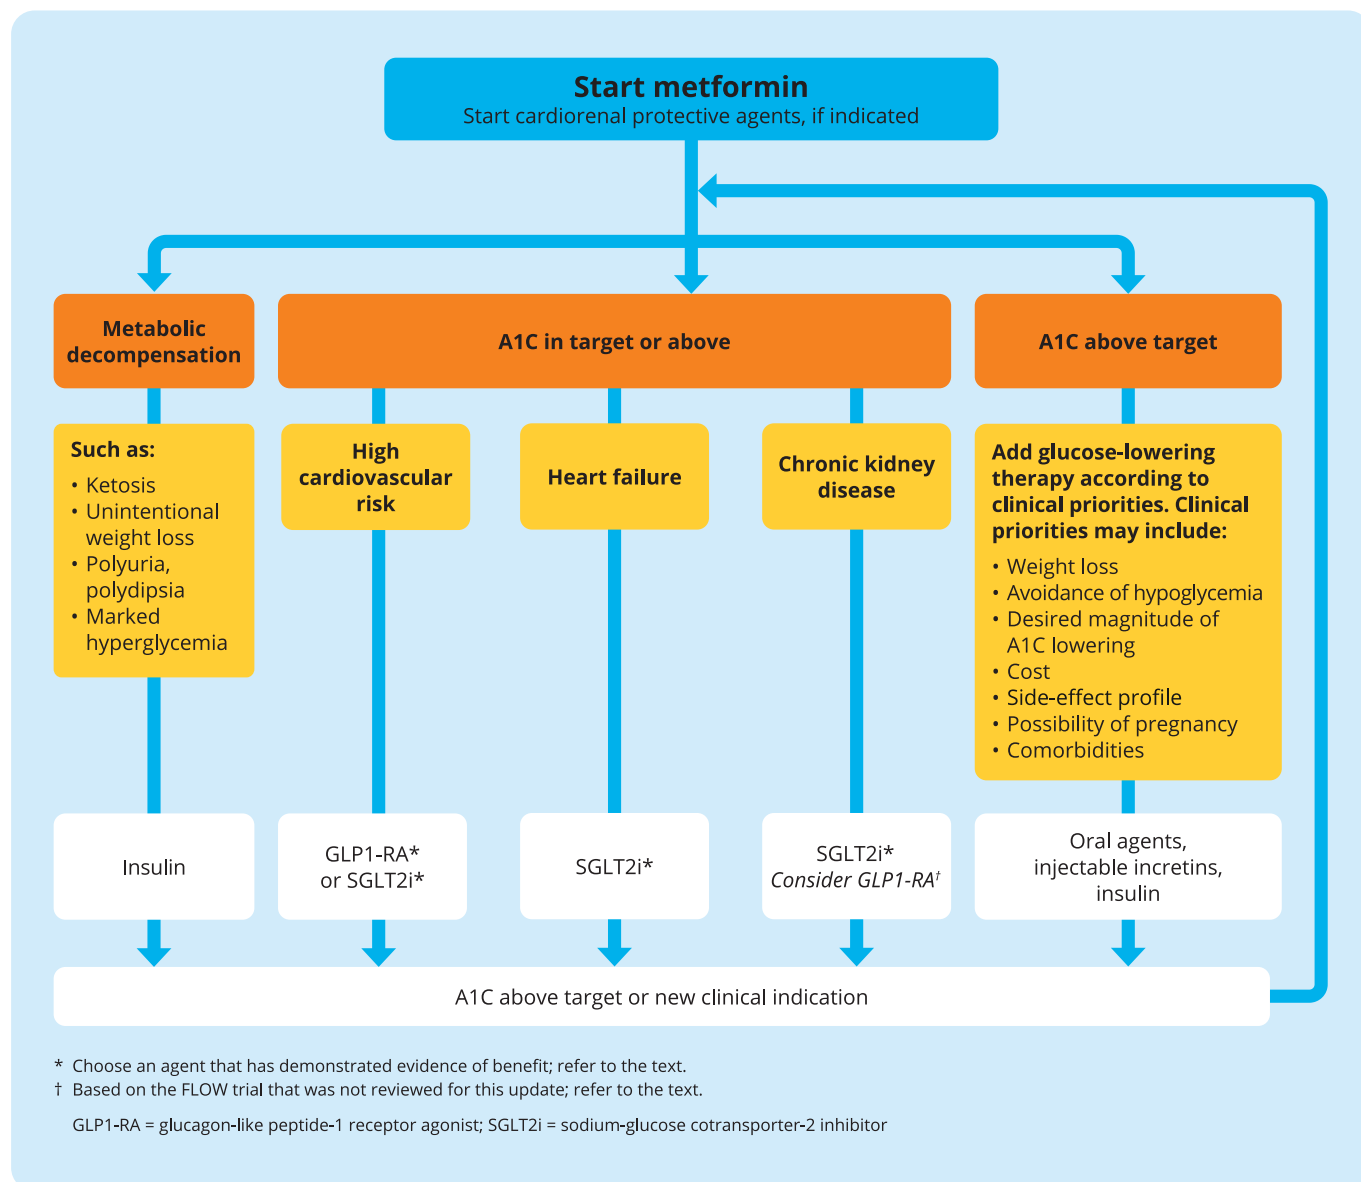 Start metformin
Start cardiorenal protective agents, if indicated
Metabolic
decompensation
A1C in target or above
A1C above target
Such as:
• Ketosis
• Unintentional
weight loss
• Polyuria,
polydipsia
• Marked
hyperglycemia
High
cardiovascular
risk
Heart failure
Chronic kidney
disease
Add glucose-lowering
therapy according to
clinical priorities. Clinical
priorities may include:
• Weight loss
• Avoidance of hypoglycemia
• Desired magnitude of
A1C lowering
• Cost
• Side-effect profile
• Possibility of pregnancy
• Comorbidities
Insulin
GLP1-RA*
or SGLT2i*
SGLT2i*
SGLT2i*
Consider GLP1-RA†
Oral agents,
injectable incretins,
insulin
A1C above target or new clinical indication
* Choose an agent that has demonstrated evidence of benefit; refer to the text.
† Based on the FLOW trial that was not reviewed for this update; refer to the text.
GLP1-RA = glucagon-like peptide-1 receptor agonist; SGLT2i = sodium-glucose cotransporter-2 inhibitor